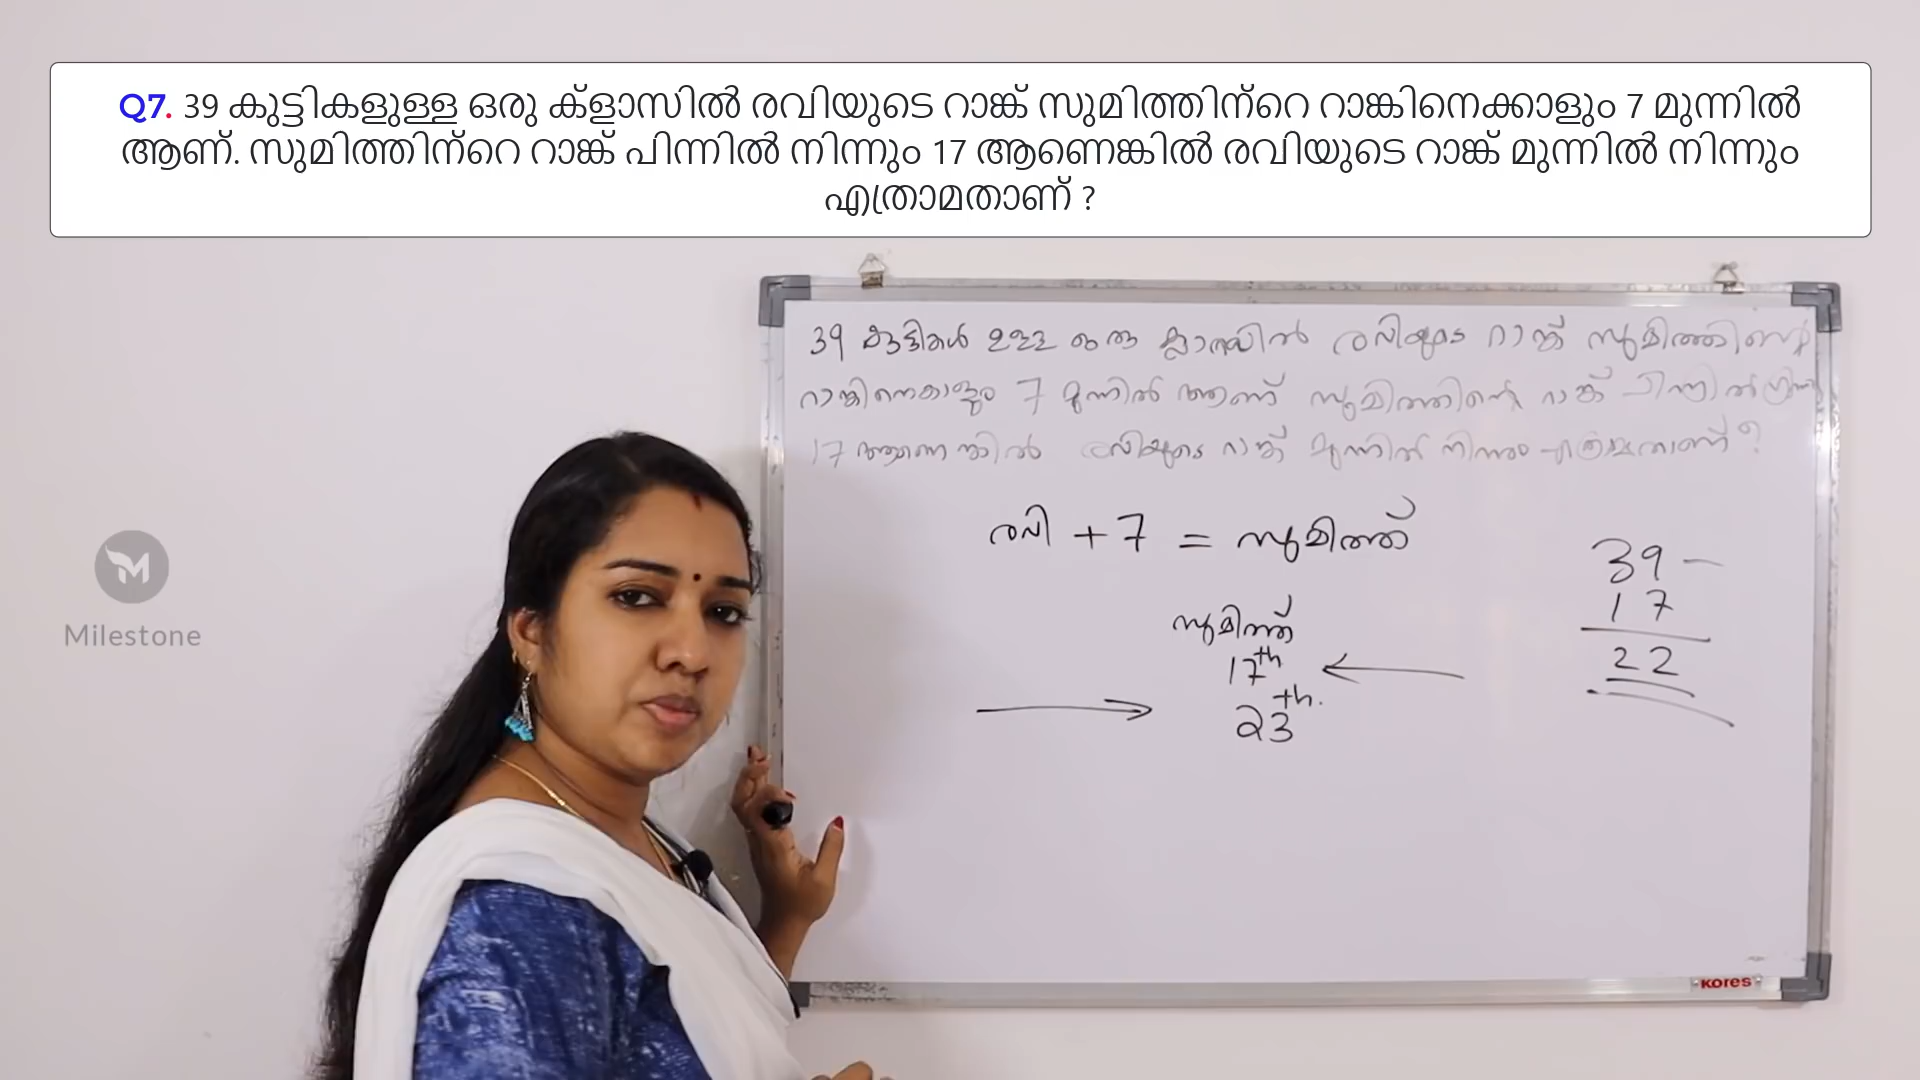 Q7. 39 കുട്ടികളുള്ള ഒരു ക്ളാസിൽ രവിയുടെ റാങ്ക് സുമിത്തിന്റെ റാങ്കിനെക്കാളും 7 മുന്നിൽ
ആണ്. സുമിത്തിന്റെ റാങ്ക് പിന്നിൽ നിന്നും 17 ആണെങ്കിൽ രവിയുടെ റാങ്ക് മുന്നിൽ നിന്നും
എത്രാമതാണ് ?
39 കുട്ടികൾ ഉള്ള ഒരു ക്ലാസ്സിൽ രവിയുടെ റാങ്ക് സുമിത്തിന്റെ
റാങ്കിനെകാളും 7 മുന്നിൽ ആണ് സുമിത്തിന്റെ റാങ്ക് പിന്നിൽ നിന്നും
17 ആണെങ്കിൽ രവിയുടെ റാങ്ക് മുന്നിൽ നിന്നും എത്രാമതാണ് ?
രവി + 7 = സുമിത്ത്
സുമിത്ത്
17th
23th.
39 –
17
22
Milestone
KORES